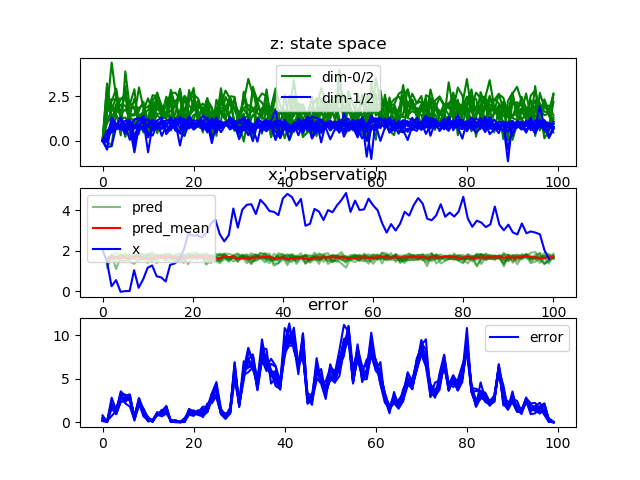 z: state space
2.5
0.0
dim-0/2
dim-1/2
0 20 40 60 80 100
x: observation
4
2
0
pred
pred_mean
x
0 20 40 60 80 100
error
10
5
0
error
0 20 40 60 80 100